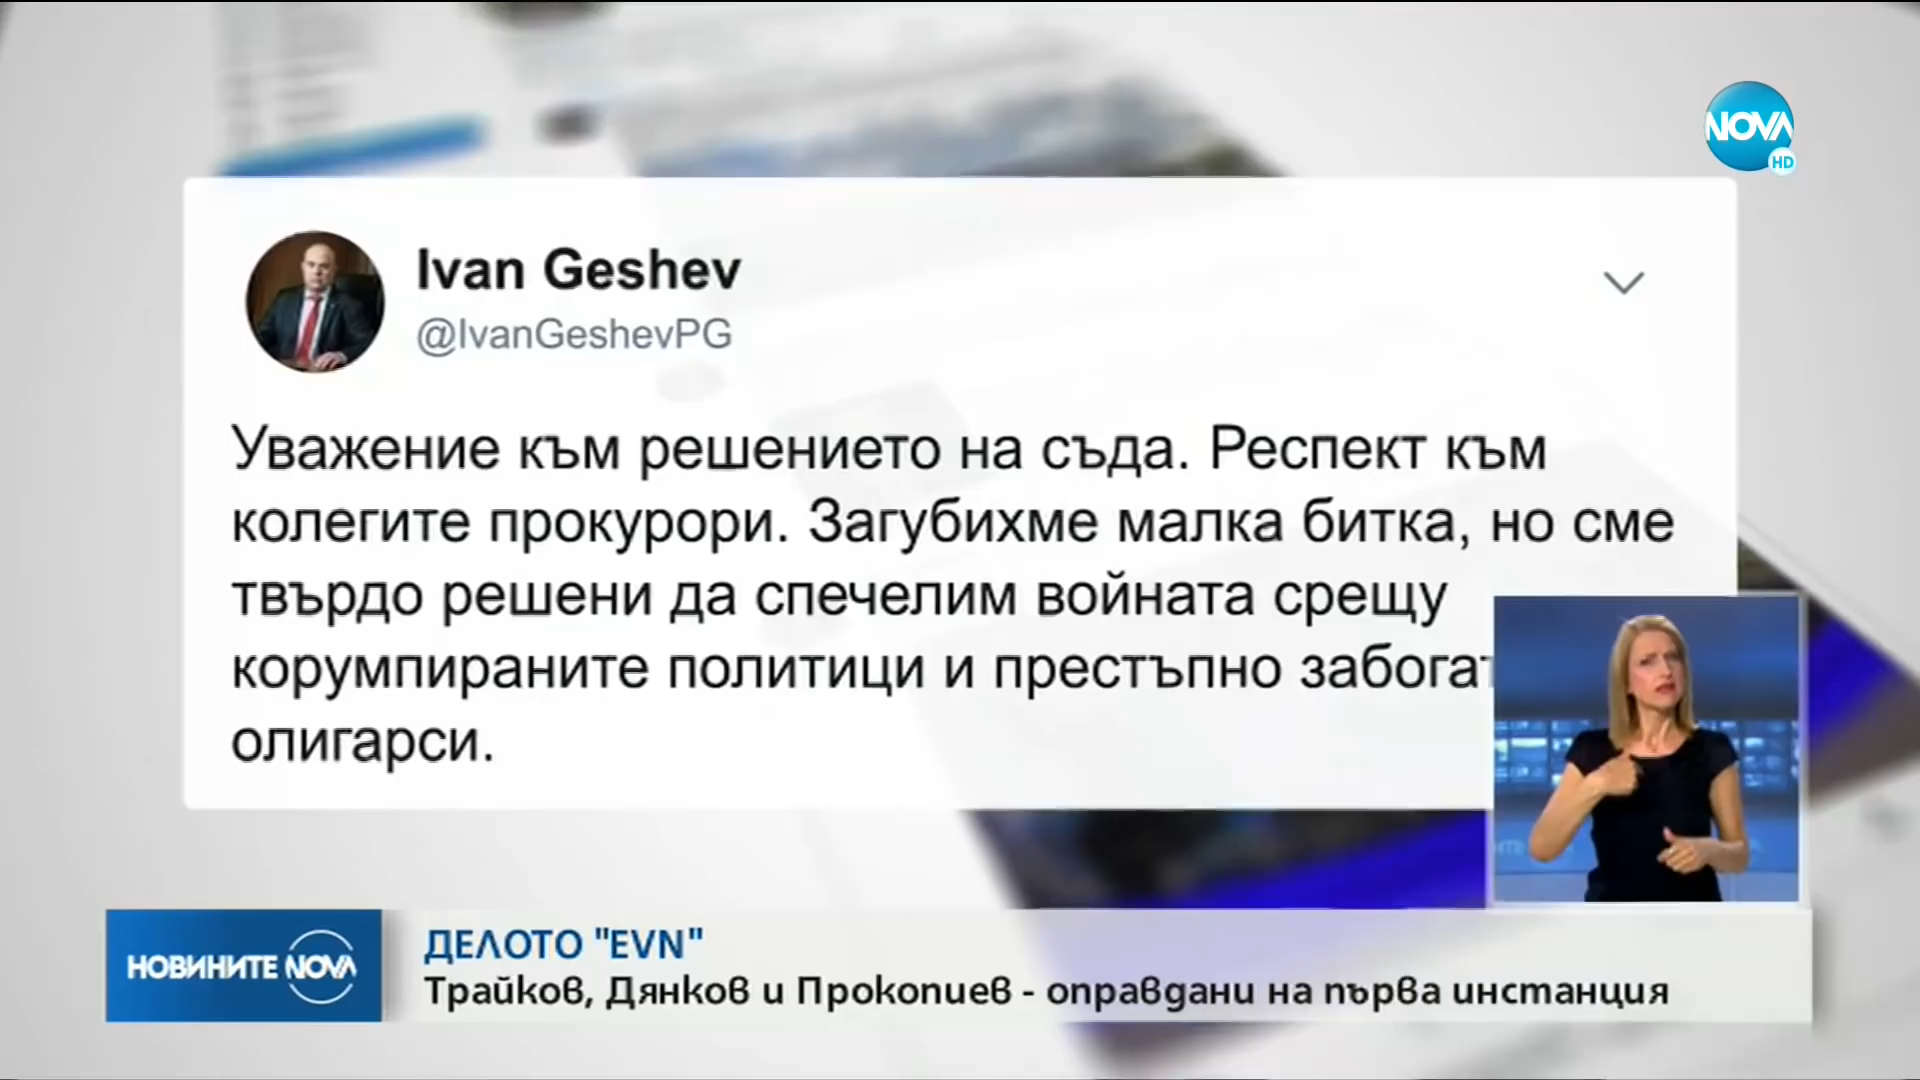 NOVA
HD
Ivan Geshev
@IvanGeshevPG
Уважение към решението на съда. Респект към
колегите прокурори. Загубихме малка битка, но сме
твърдо решени да спечелим войната срещу
корумпираните политици и престъпно
олигарси.
НОВИНИТЕ NOVA
ДЕЛОТО "EVN"
Трайков, Дянков и Прокопиев - оправдани на първа инстанция